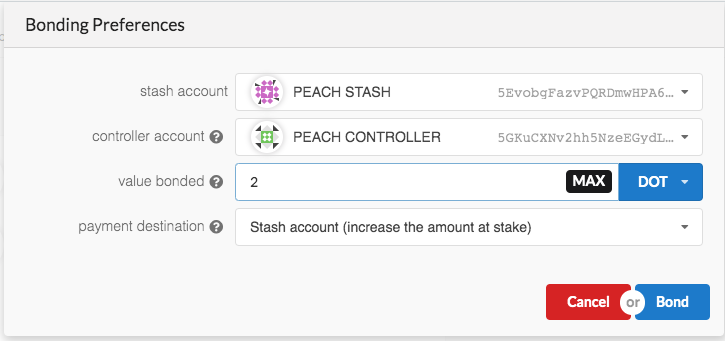 Bonding Preferences
stash account PEACH STASH 5EvobgFazvPQRDmwHPA6…
controller account PEACH CONTROLLER 5GKuCXNv2hh5NzeEGydL…
value bonded 2 MAX DOT
payment destination Stash account (increase the amount at stake)
Cancel or Bond